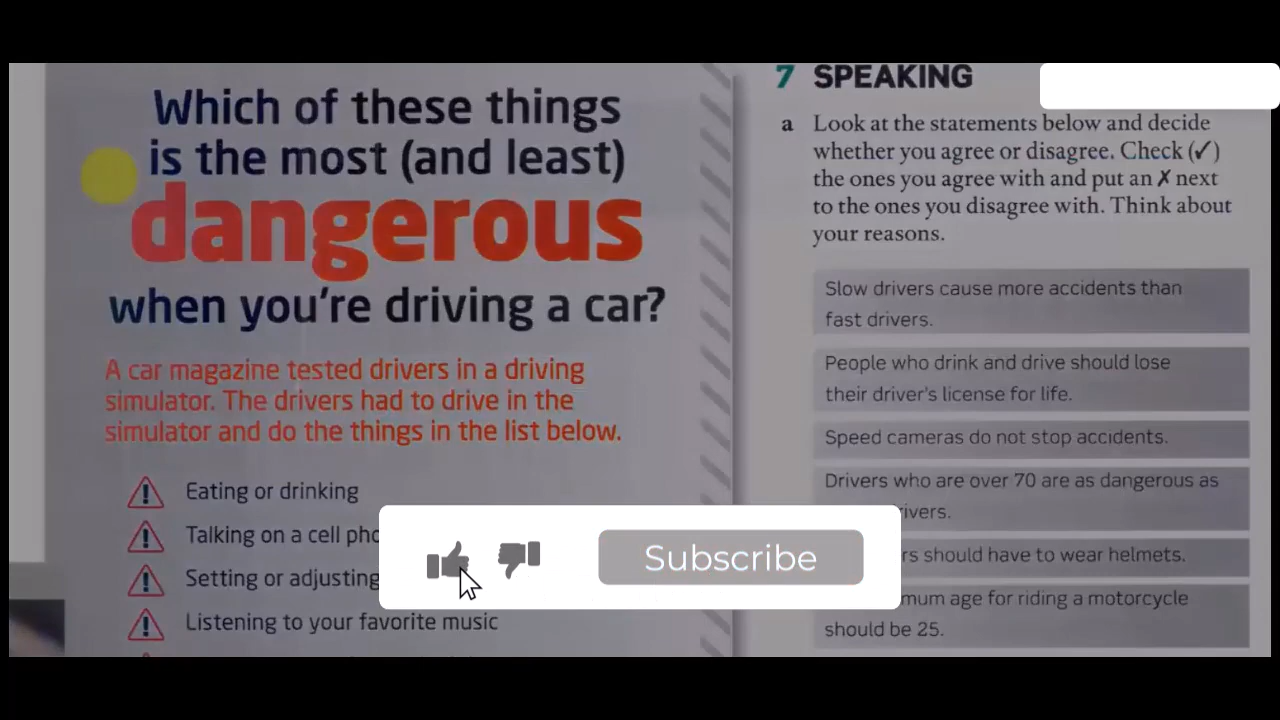 Which of these things
is the most (and least)
dangerous
when you're driving a car?
A car magazine tested drivers in a driving
simulator. The drivers had to drive in the
simulator and do the things in the list below.
Eating or drinking
Talking on a cell
Setting or adjusting
Listening to your favorite music
7 SPEAKING
a Look at the statements below and decide
whether you agree or disagree. Check (✓)
the ones you agree with and put an ✗ next
to the ones you disagree with. Think about
your reasons.
Slow drivers cause more accidents than
fast drivers.
People who drink and drive should lose
their driver's license for life.
Speed cameras do not stop accidents.
Drivers who are over 70 are as dangerous as
should have to wear helmets.
age for riding a motorcycle
should be 25.
Subscribe